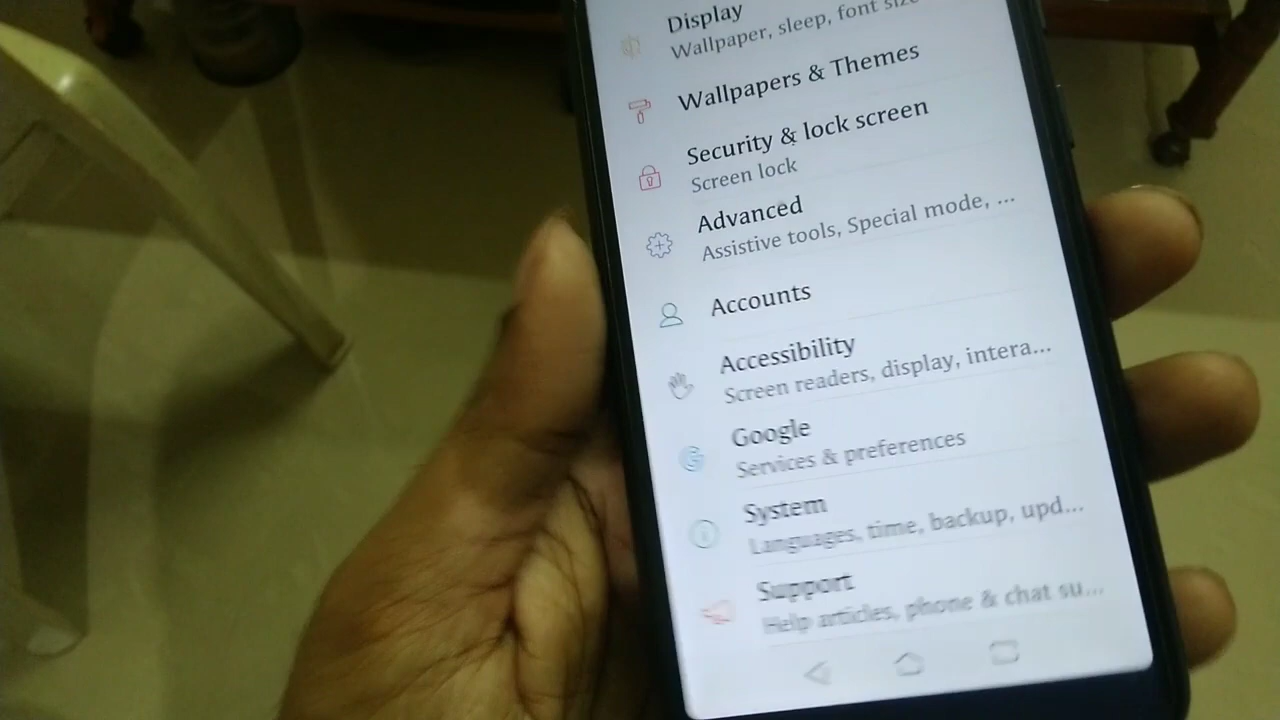 Display
Wallpaper, sleep, font size
Wallpapers & Themes
Security & lock screen
Screen lock
Advanced
Assistive tools, Special mode, ...
Accounts
Accessibility
Screen readers, display, intera...
Google
Services & preferences
System
Languages, time, backup, upd...
Support
Help articles, phone & chat su...